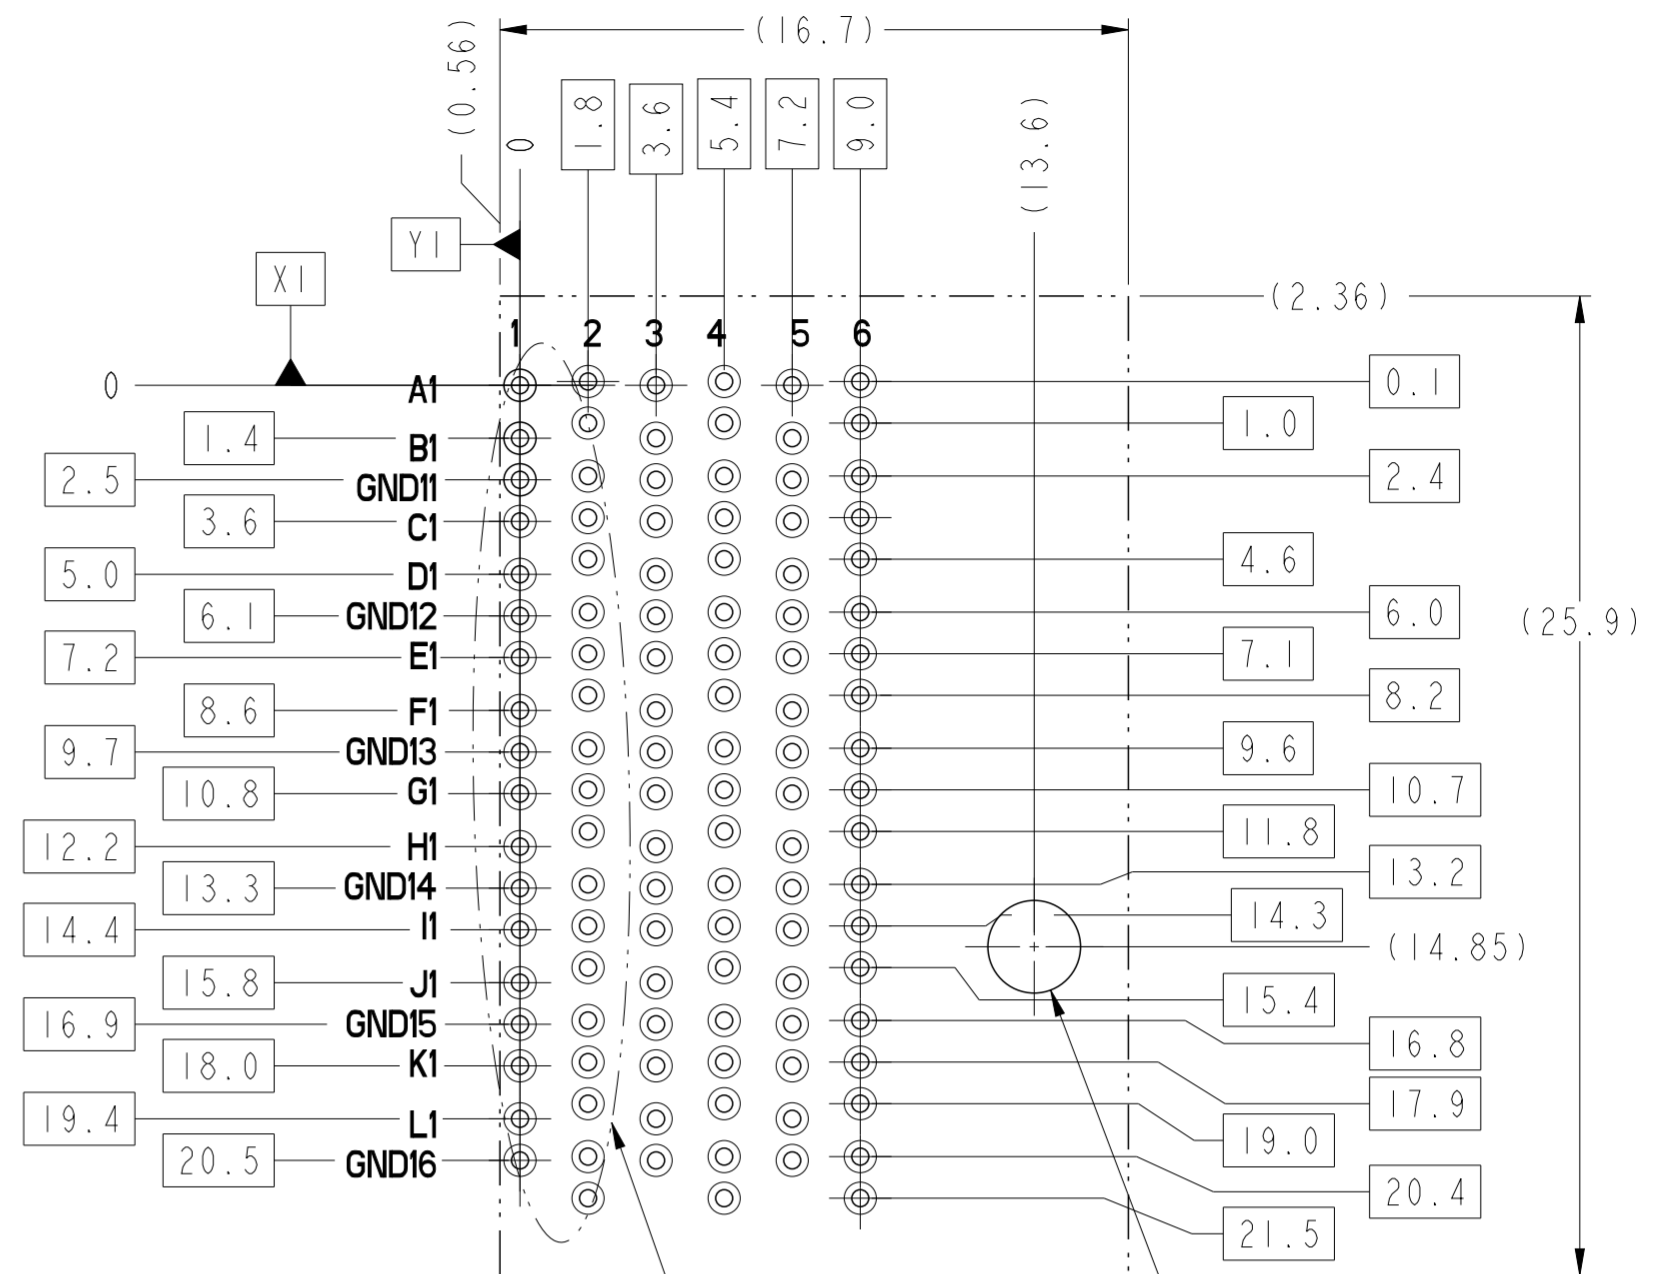 (16.7)
(0.56)
0
1.8
3.6
5.4
7.2
9.0
(13.6)
Y1
X1
(2.36)
1 2 3 4 5 6
0 A1 0.1
1.4 B1 1.0
2.5 GND11 2.4
3.6 C1
5.0 D1 4.6
6.1 GND12 6.0
(25.9)
7.2 E1 7.1
8.6 F1 8.2
9.7 GND13 9.6
10.8 G1 10.7
12.2 H1 11.8
13.3 GND14 13.2
14.4 I1 14.3
(14.85)
15.8 J1 15.4
16.9 GND15 16.8
18.0 K1 17.9
19.4 L1 19.0
20.5 GND16 20.4
21.5